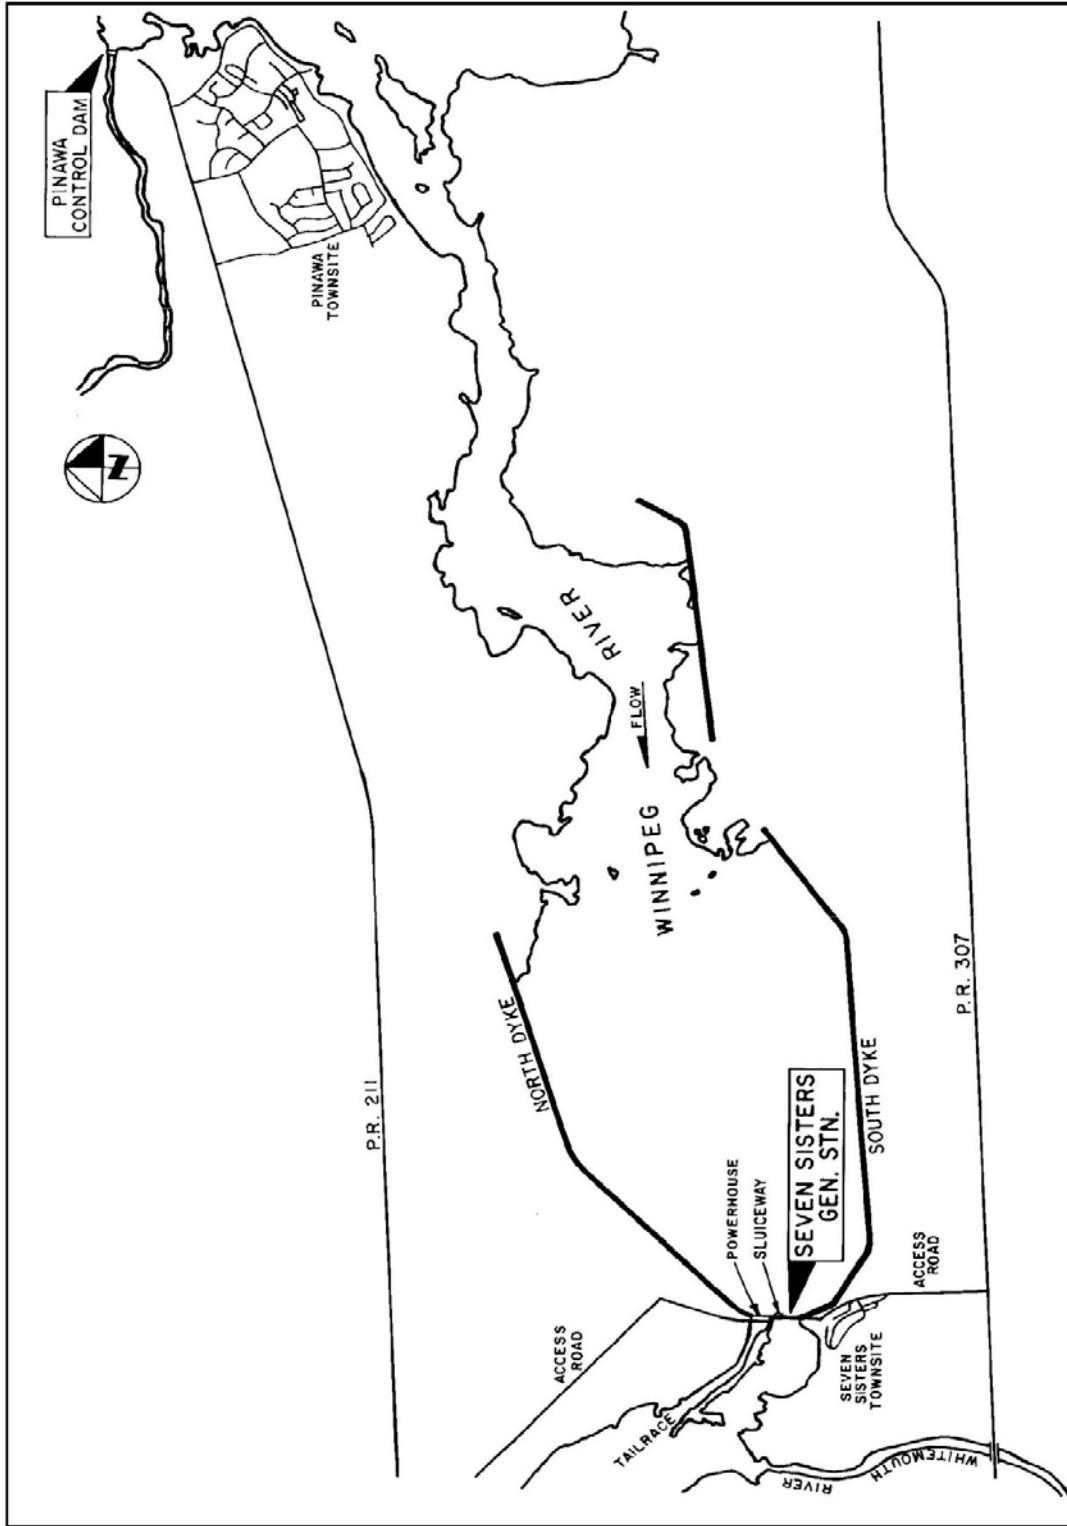 PINAWA
CONTROL DAM
PINAWA
TOWNSITE
N
P.R. 211
RIVER
FLOW
WINNIPEG
NORTH DYKE
POWERHOUSE
SLUICEWAY
SEVEN SISTERS
GEN. STN.
SOUTH DYKE
P.R. 307
ACCESS
ROAD
ACCESS
ROAD
TAILRACE
SEVEN
SISTERS
TOWNSITE
WHITEMOUTH
RIVER